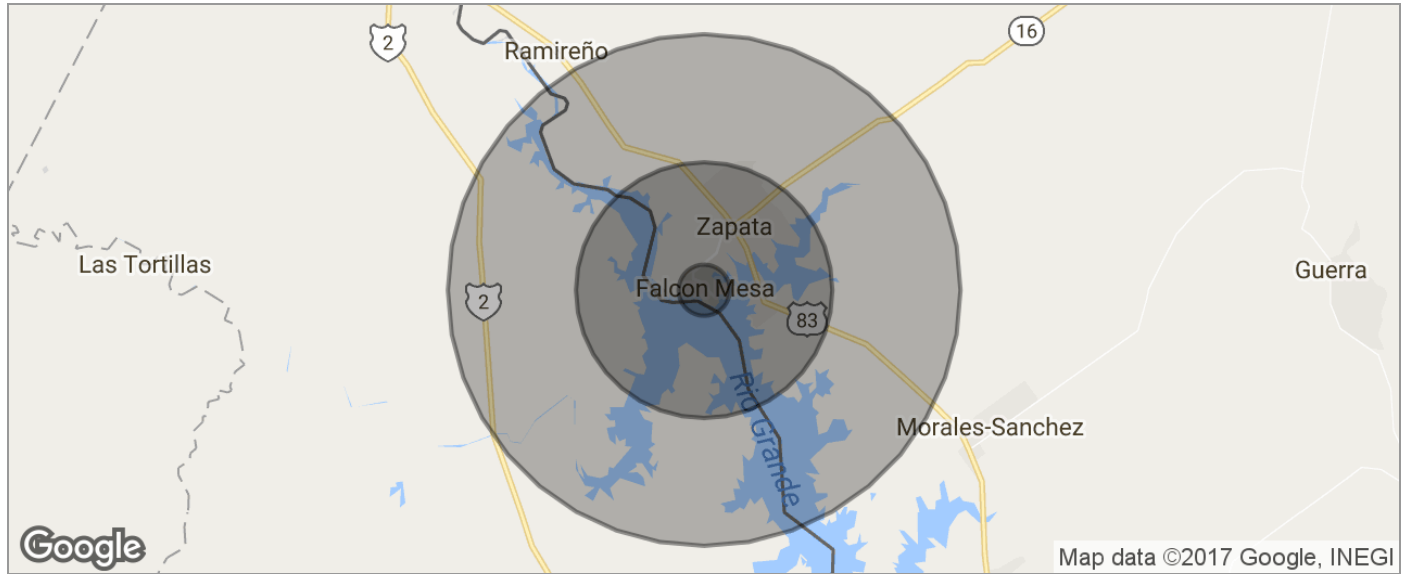 16
2
Ramireño
Zapata
Las Tortillas
Guerra
Falcon Mesa
2
83
Rio Grande
Morales-Sanchez
Google
Map data ©2017 Google, INEGI